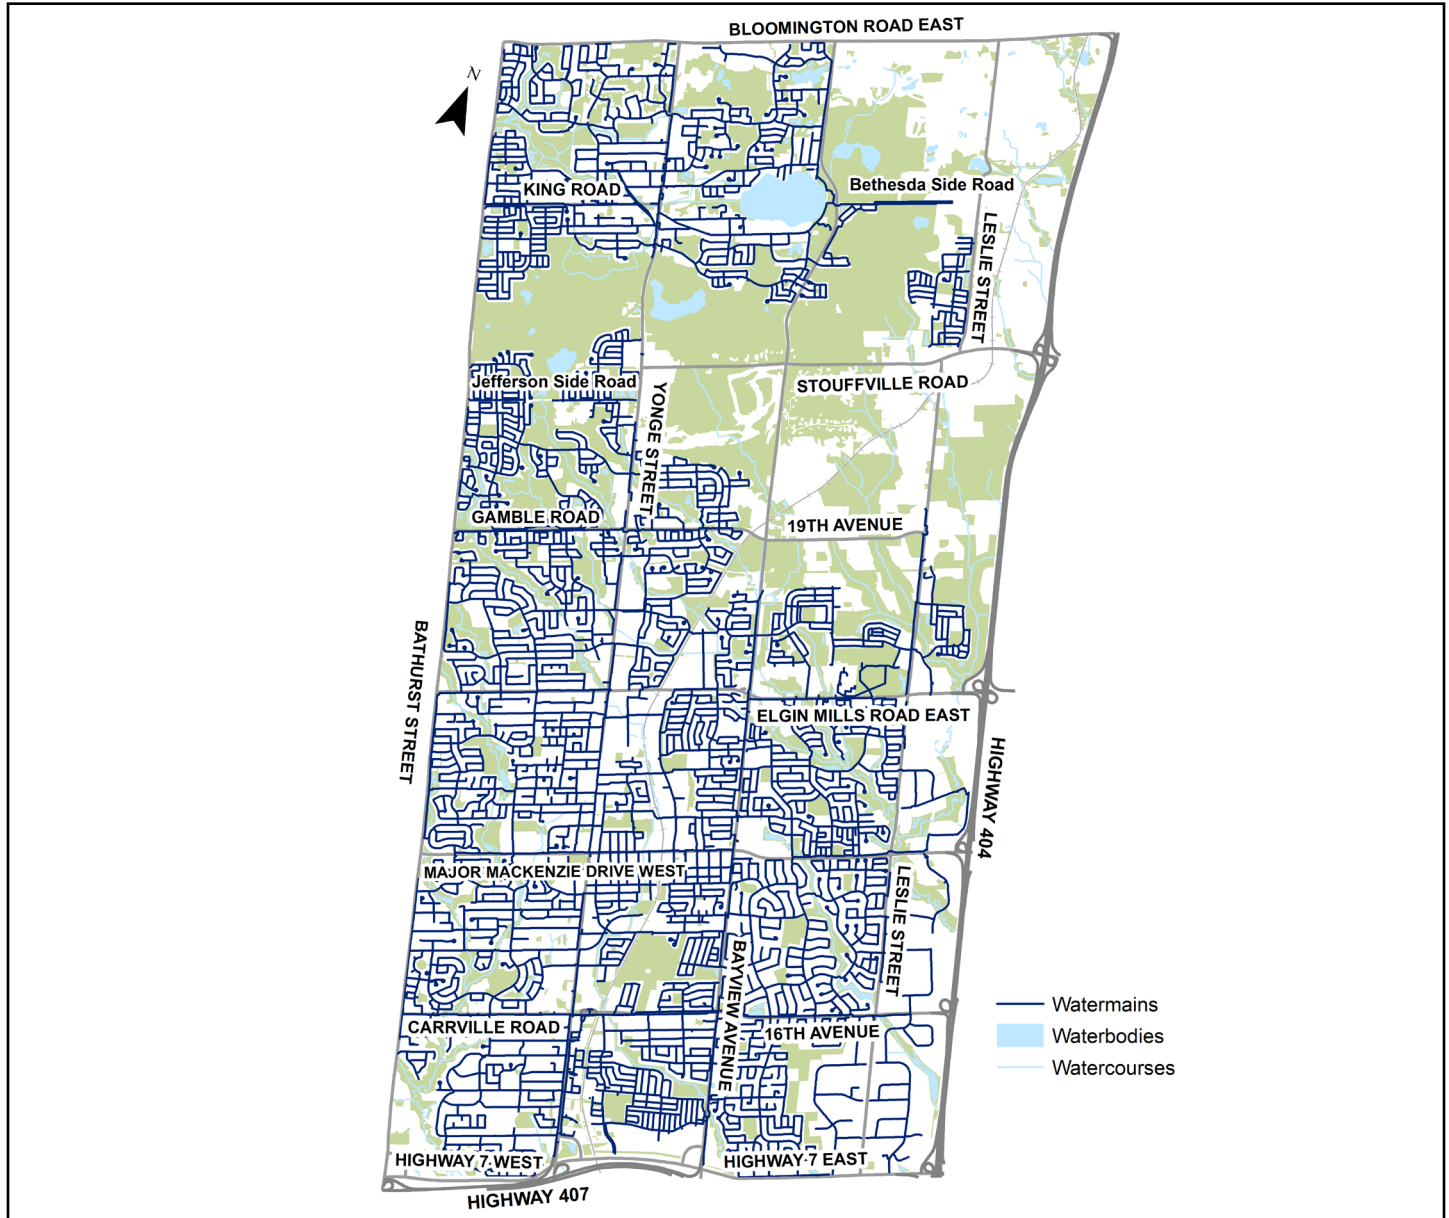 BLOOMINGTON ROAD EAST
N
KING ROAD
Bethesda Side Road
LESLIE STREET
Jefferson Side Road
STOUFFVILLE ROAD
YONGE STREET
GAMBLE ROAD
19TH AVENUE
BATHURST STREET
ELGIN MILLS ROAD EAST
HIGHWAY 404
MAJOR MACKENZIE DRIVE WEST
LESLIE STREET
BAYVIEW AVENUE
Watermains
CARRVILLE ROAD
16TH AVENUE
Waterbodies
Watercourses
HIGHWAY 7 WEST
HIGHWAY 7 EAST
HIGHWAY 407